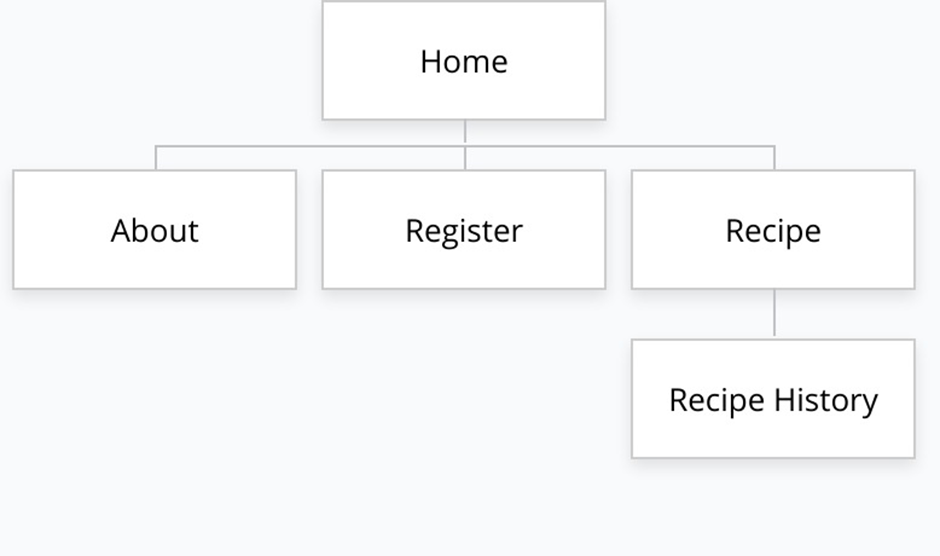 Home
About
Register
Recipe
Recipe History